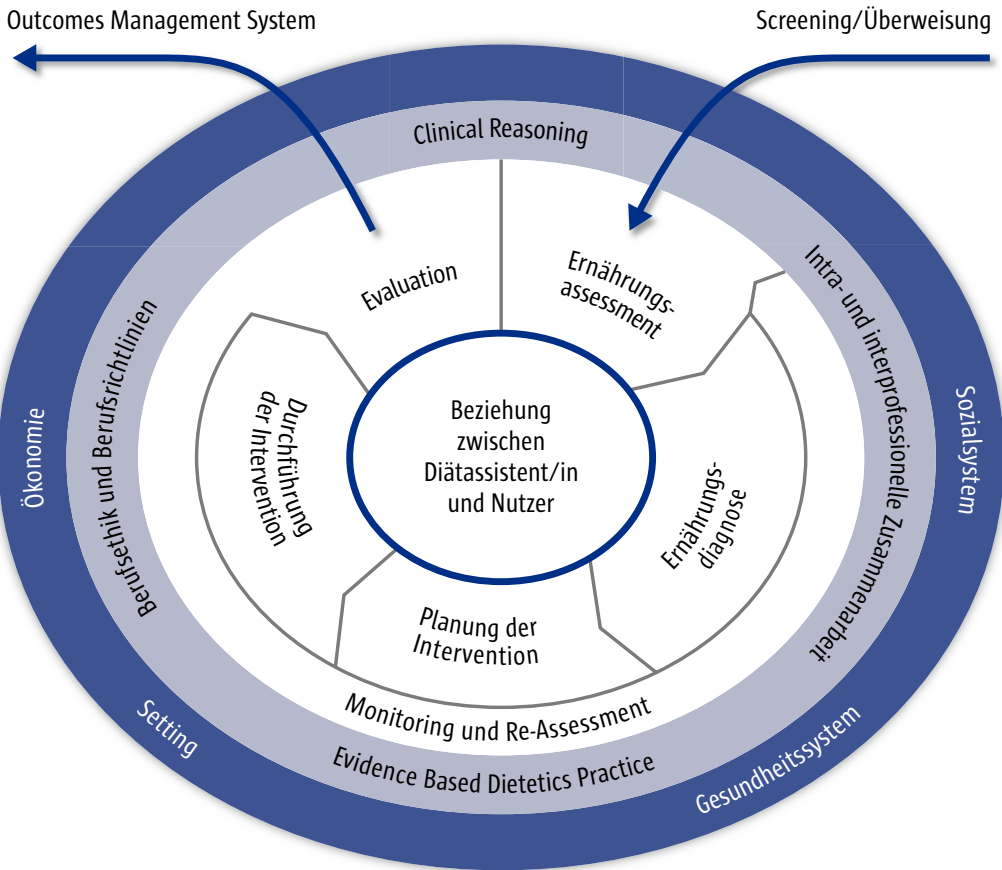 Outcomes Management System
Screening/Überweisung
Clinical Reasoning
Evaluation
Ernährungs-
assessment
Intra- und interprofessionelle Zusammenarbeit
Berufsethik und Berufsrichtlinien
Ökonomie
Sozialsystem
Durchführung
der Intervention
Beziehung
zwischen
Diätassistent/in
und Nutzer
Ernährungs-
diagnose
Planung der
Intervention
Monitoring und Re-Assessment
Evidence Based Dietetics Practice
Setting
Gesundheitssystem